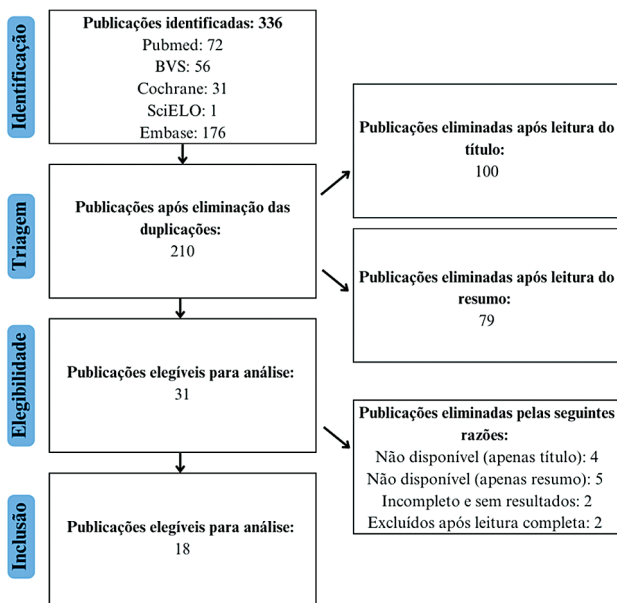 Identificação
Publicações identificadas: 336
Pubmed: 72
BVS: 56
Cochrane: 31
SciELO: 1
Embase: 176
Triagem
Publicações após eliminação das
duplicações:
210
Publicações eliminadas após leitura do
título:
100
Publicações eliminadas após leitura do
resumo:
79
Elegibilidade
Publicações elegíveis para análise:
31
Publicações eliminadas pelas seguintes
razões:
Não disponível (apenas título): 4
Não disponível (apenas resumo): 5
Incompleto e sem resultados: 2
Excluídos após leitura completa: 2
Inclusão
Publicações elegíveis para análise:
18